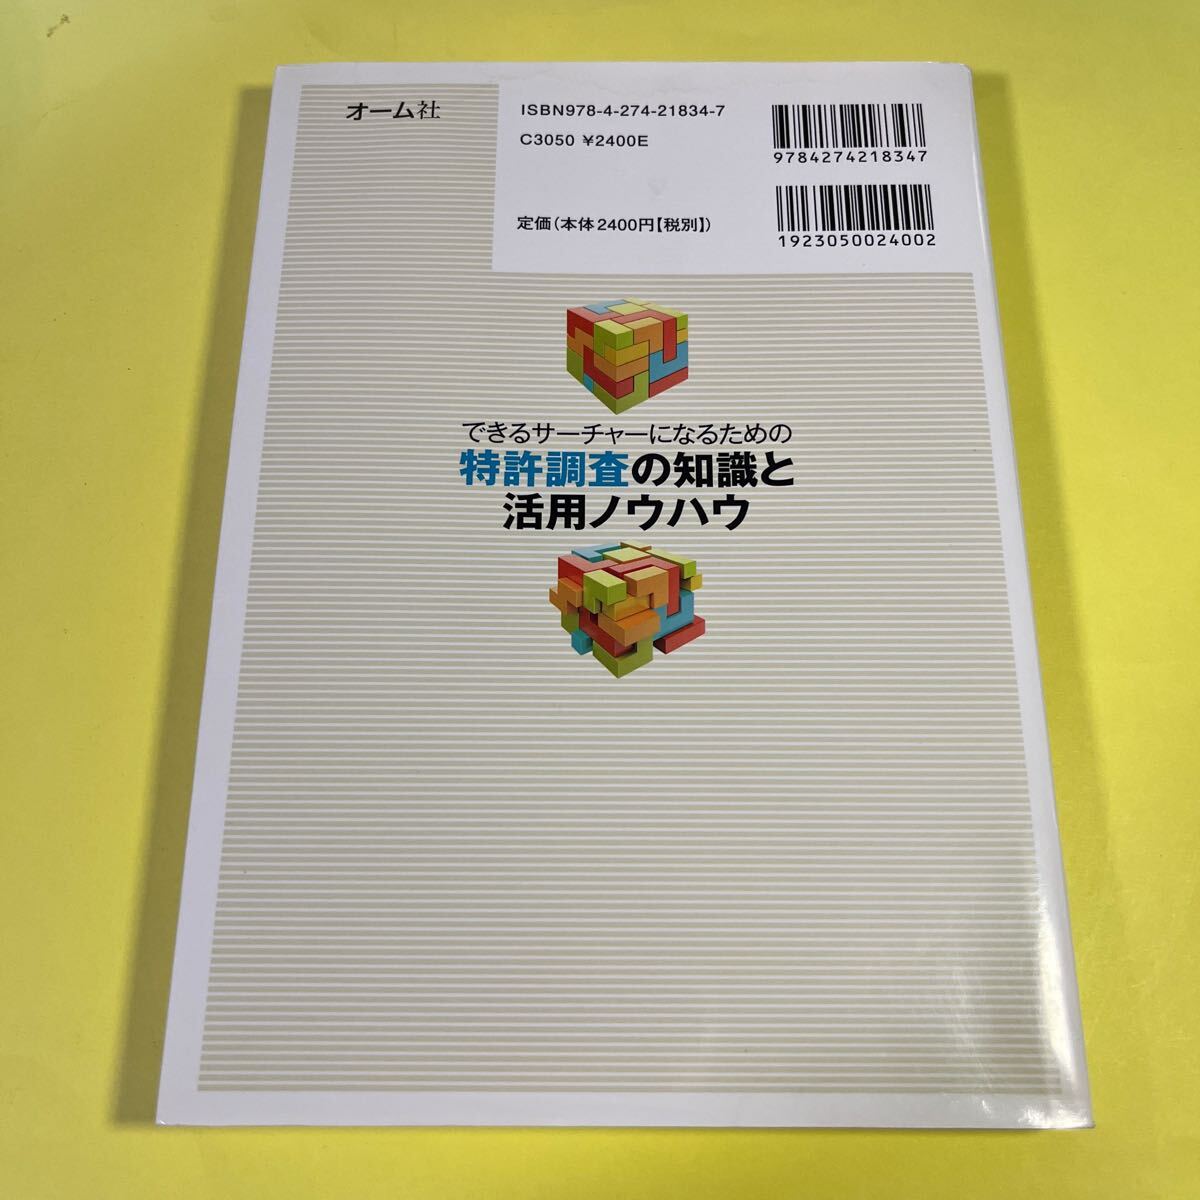 オーム社
ISBN978-4-274-21834-7
C3050 ¥2400E
定価(本体2400円【税別】)
9784274218347
1923050024002
できるサーチャーになるための
特許調査の知識と
活用ノウハウ